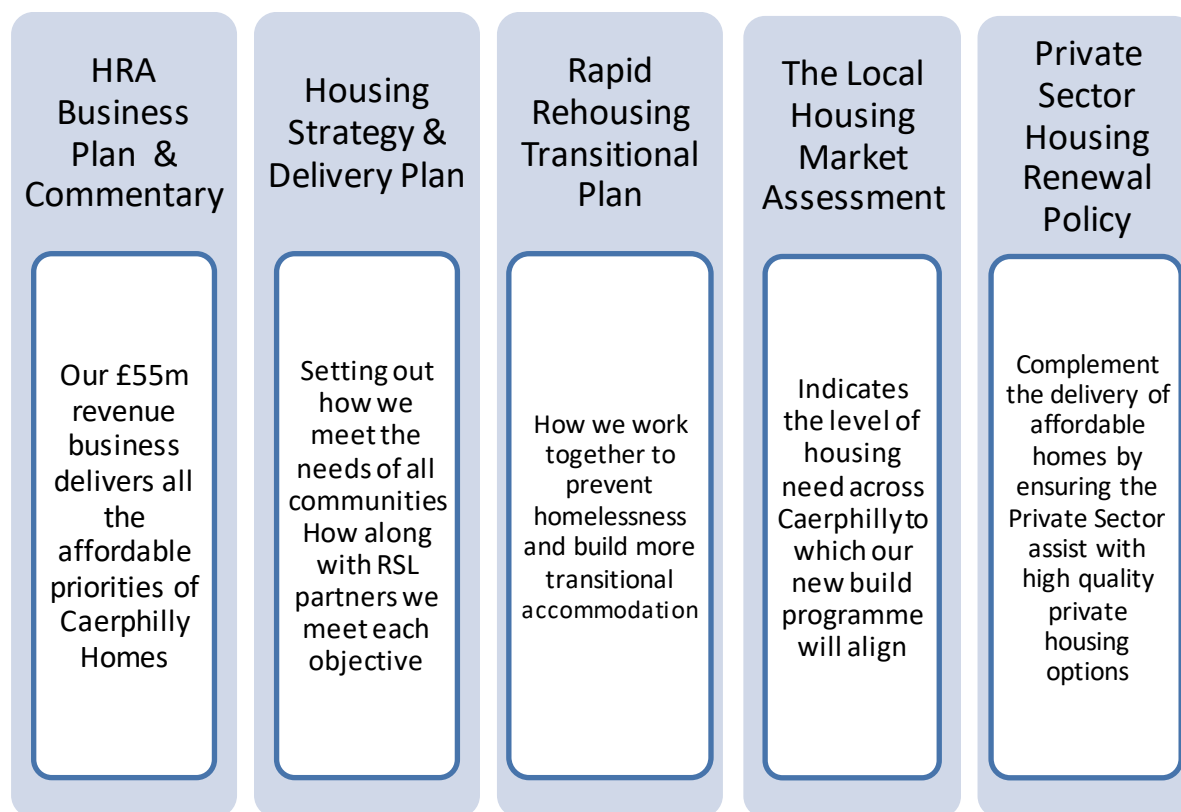 HRA
Business
Plan &
Commentary
Our £55m
revenue
business
delivers all
the
affordable
priorities of
Caerphilly
Homes
Housing
Strategy &
Delivery Plan
Setting out
how we
meet the
needs of all
communities
How along
with RSL
partners we
meet each
objective
Rapid
Rehousing
Transitional
Plan
How we work
together to
prevent
homelessness
and build more
transitional
accommodation
The Local
Housing
Market
Assessment
Indicates
the level of
housing
need across
Caerphilly to
which our
new build
programme
will align
Private
Sector
Housing
Renewal
Policy
Complement
the delivery of
affordable
homes by
ensuring the
Private Sector
assist with
high quality
private
housing
options